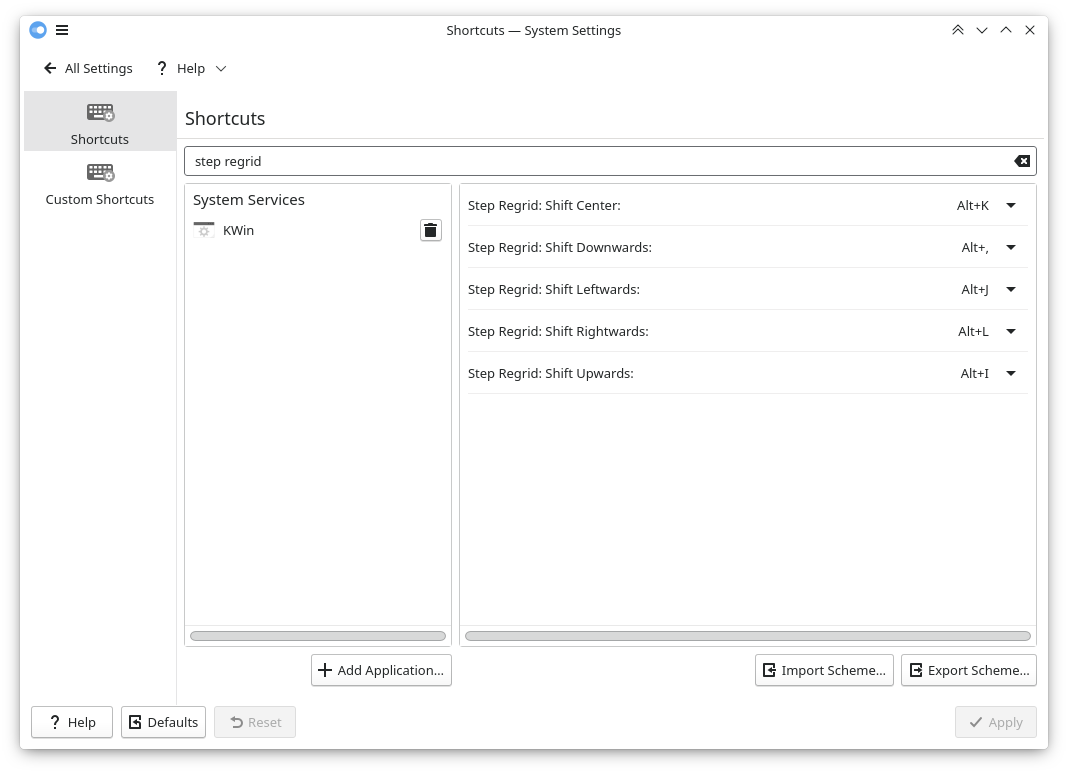 Shortcuts — System Settings
All Settings
Help
Shortcuts
Custom Shortcuts
Shortcuts
step regrid
System Services
KWin
Step Regrid: Shift Center: Alt+K
Step Regrid: Shift Downwards: Alt+,
Step Regrid: Shift Leftwards: Alt+J
Step Regrid: Shift Rightwards: Alt+L
Step Regrid: Shift Upwards: Alt+I
Add Application...
Import Scheme...
Export Scheme...
Help
Defaults
Reset
Apply